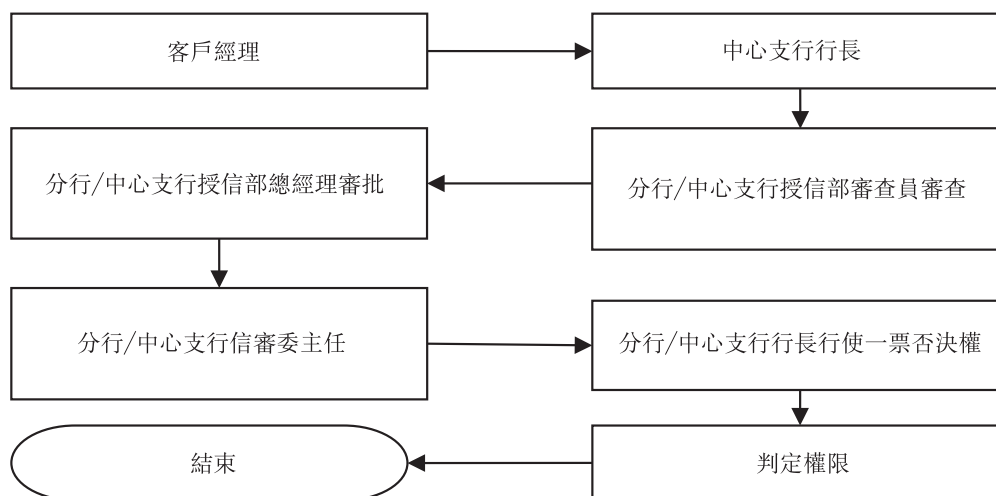 客戶經理
中心支行行長
分行/中心支行授信部審查員審查
分行/中心支行授信部總經理審批
分行/中心支行信審委主任
分行/中心支行行長行使一票否決權
判定權限
結束